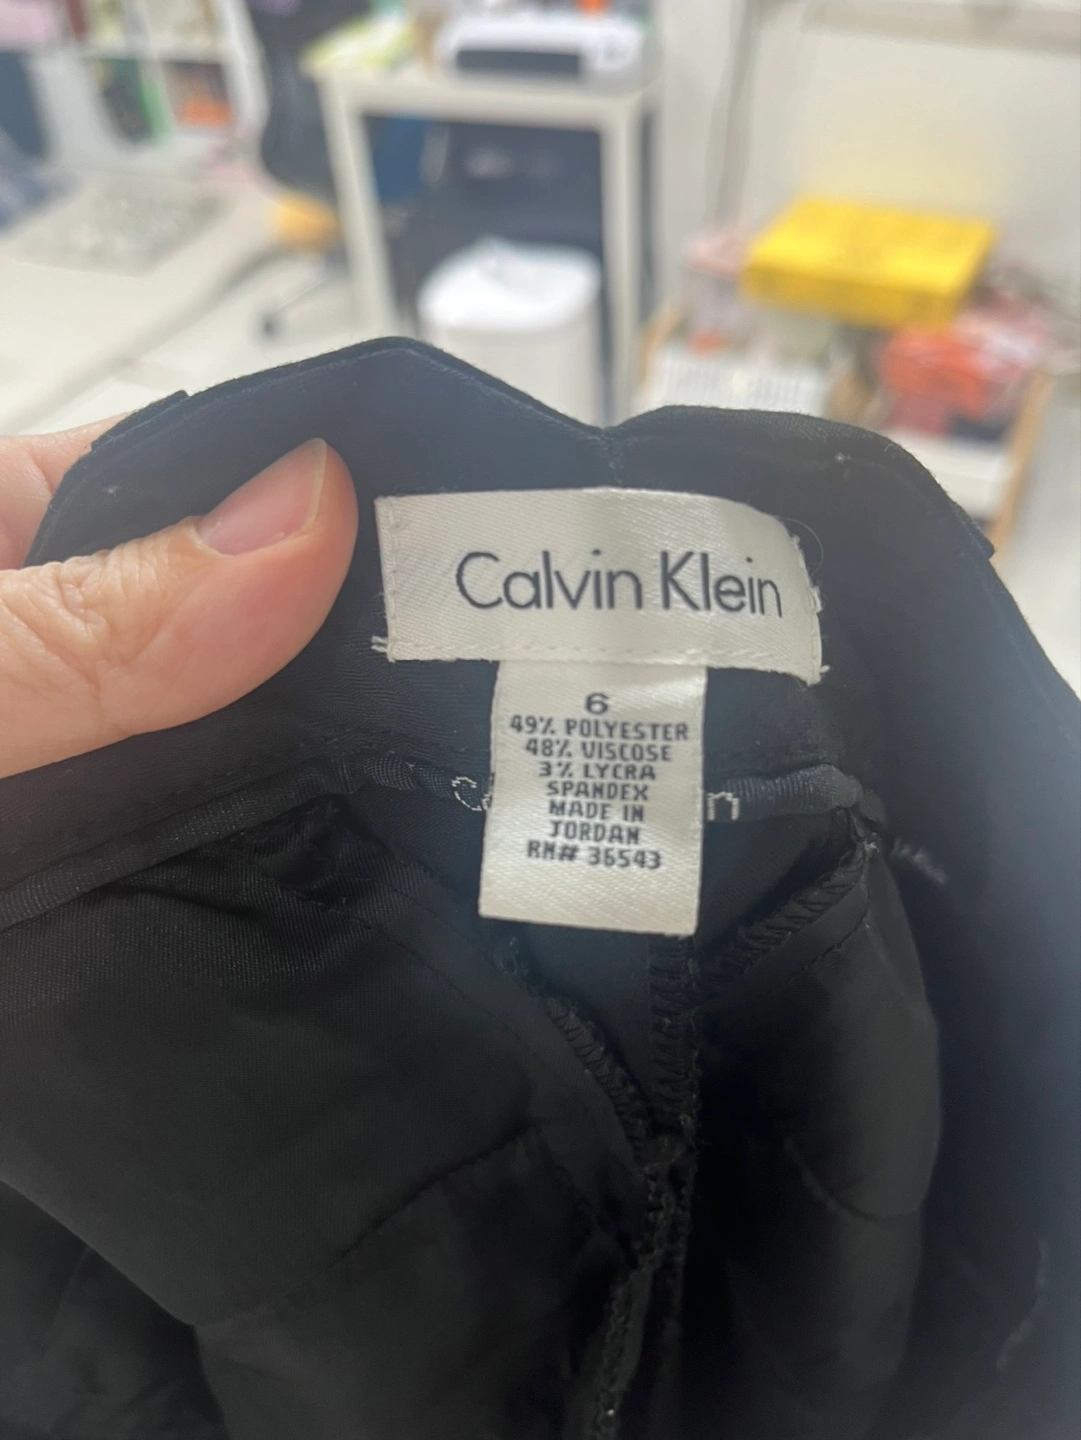 Calvin Klein
6
49% POLYESTER
48% VISCOSE
3% LYCRA
SPANDEX
MADE IN
JORDAN
RN# 36543